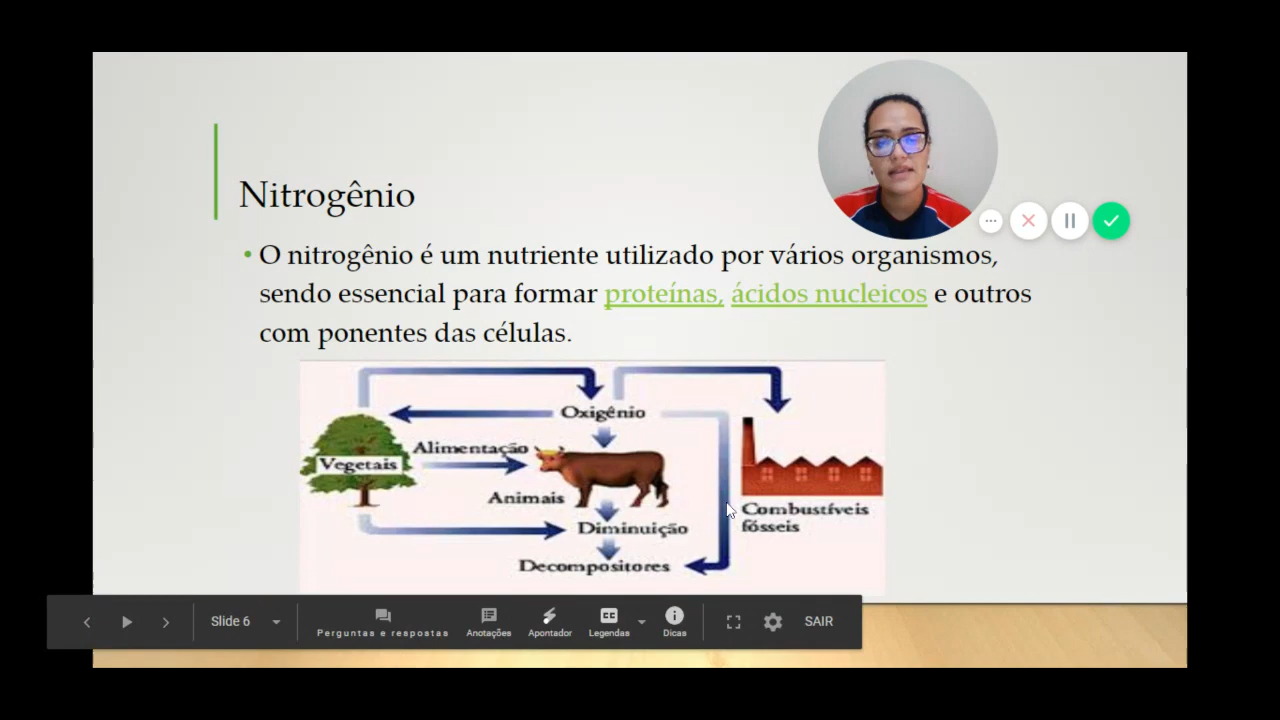 Nitrogênio
• O nitrogênio é um nutriente utilizado por vários organismos,
sendo essencial para formar proteínas, ácidos nucleicos e outros
com ponentes das células.
Oxigênio
Alimentação
Vegetais
Animais
Combustíveis
fósseis
Diminuição
Decompositores
Slide 6
Perguntas e respostas
Anotações
Apontador
CC
Legendas
Dicas
SAIR